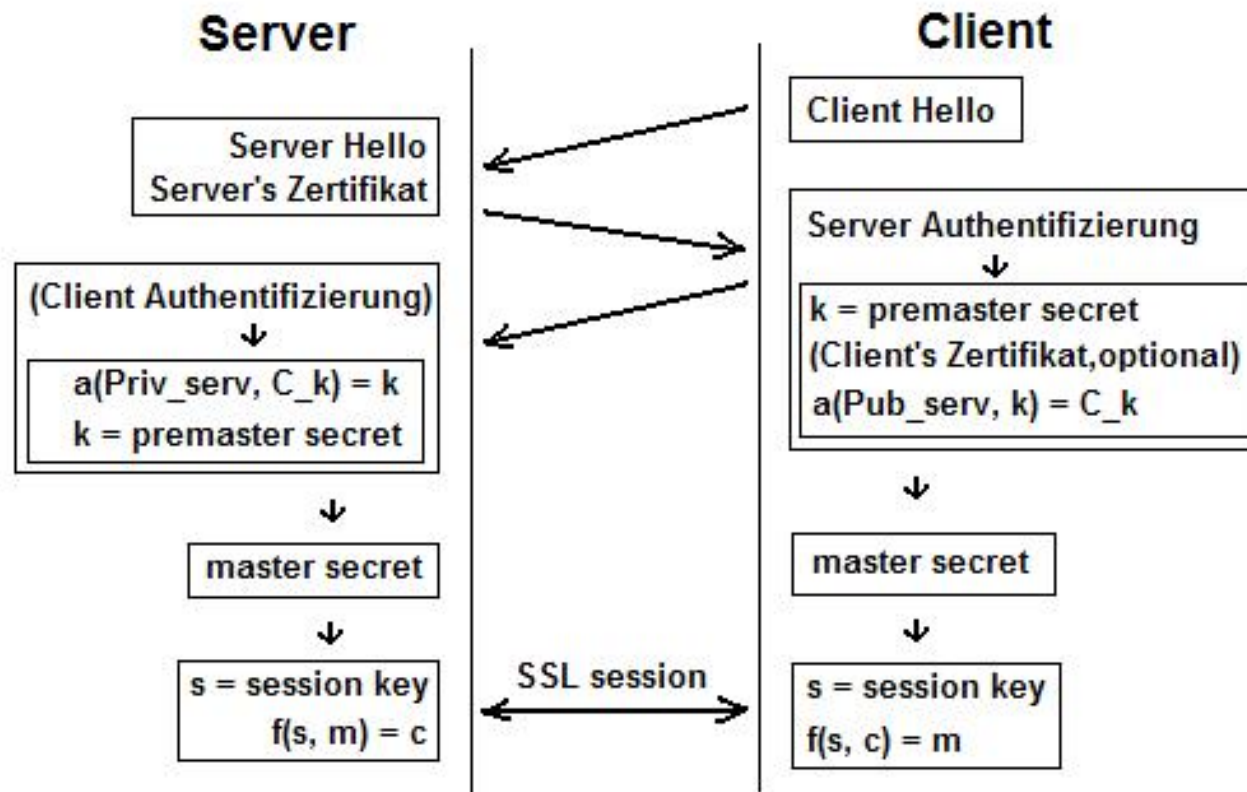 Server
Client
Client Hello
Server Hello
Server's Zertifikat
Server Authentifizierung
k = premaster secret
(Client's Zertifikat,optional)
a(Pub_serv, k) = C_k
(Client Authentifizierung)
a(Priv_serv, C_k) = k
k = premaster secret
master secret
master secret
s = session key
f(s, m) = c
SSL session
s = session key
f(s, c) = m